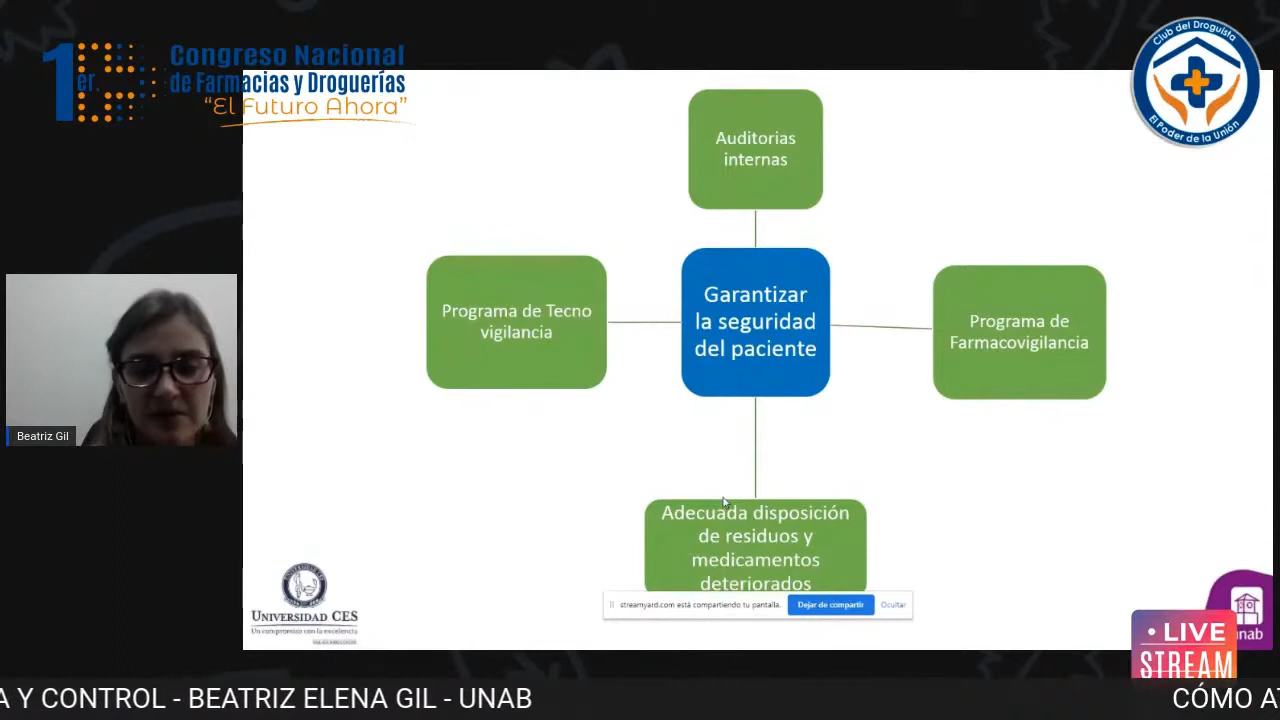 1er
Congreso Nacional
de Farmacias y Droguerías
“El Futuro Ahora”
Club del Droguista
El Poder de la Unión
Auditorias
internas
Programa de Tecno
vigilancia
Garantizar
la seguridad
del paciente
Programa de
Farmacovigilancia
Beatriz Gil
Adecuada disposición
de residuos y
medicamentos
deteriorados
UNIVERSIDAD CES
Un compromiso con la excelencia
streamyard.com está compartiendo tu pantalla.
Dejar de compartir
Ocultar
unab
• LIVE
STREAM
A Y CONTROL - BEATRIZ ELENA GIL - UNAB
CÓMO AT